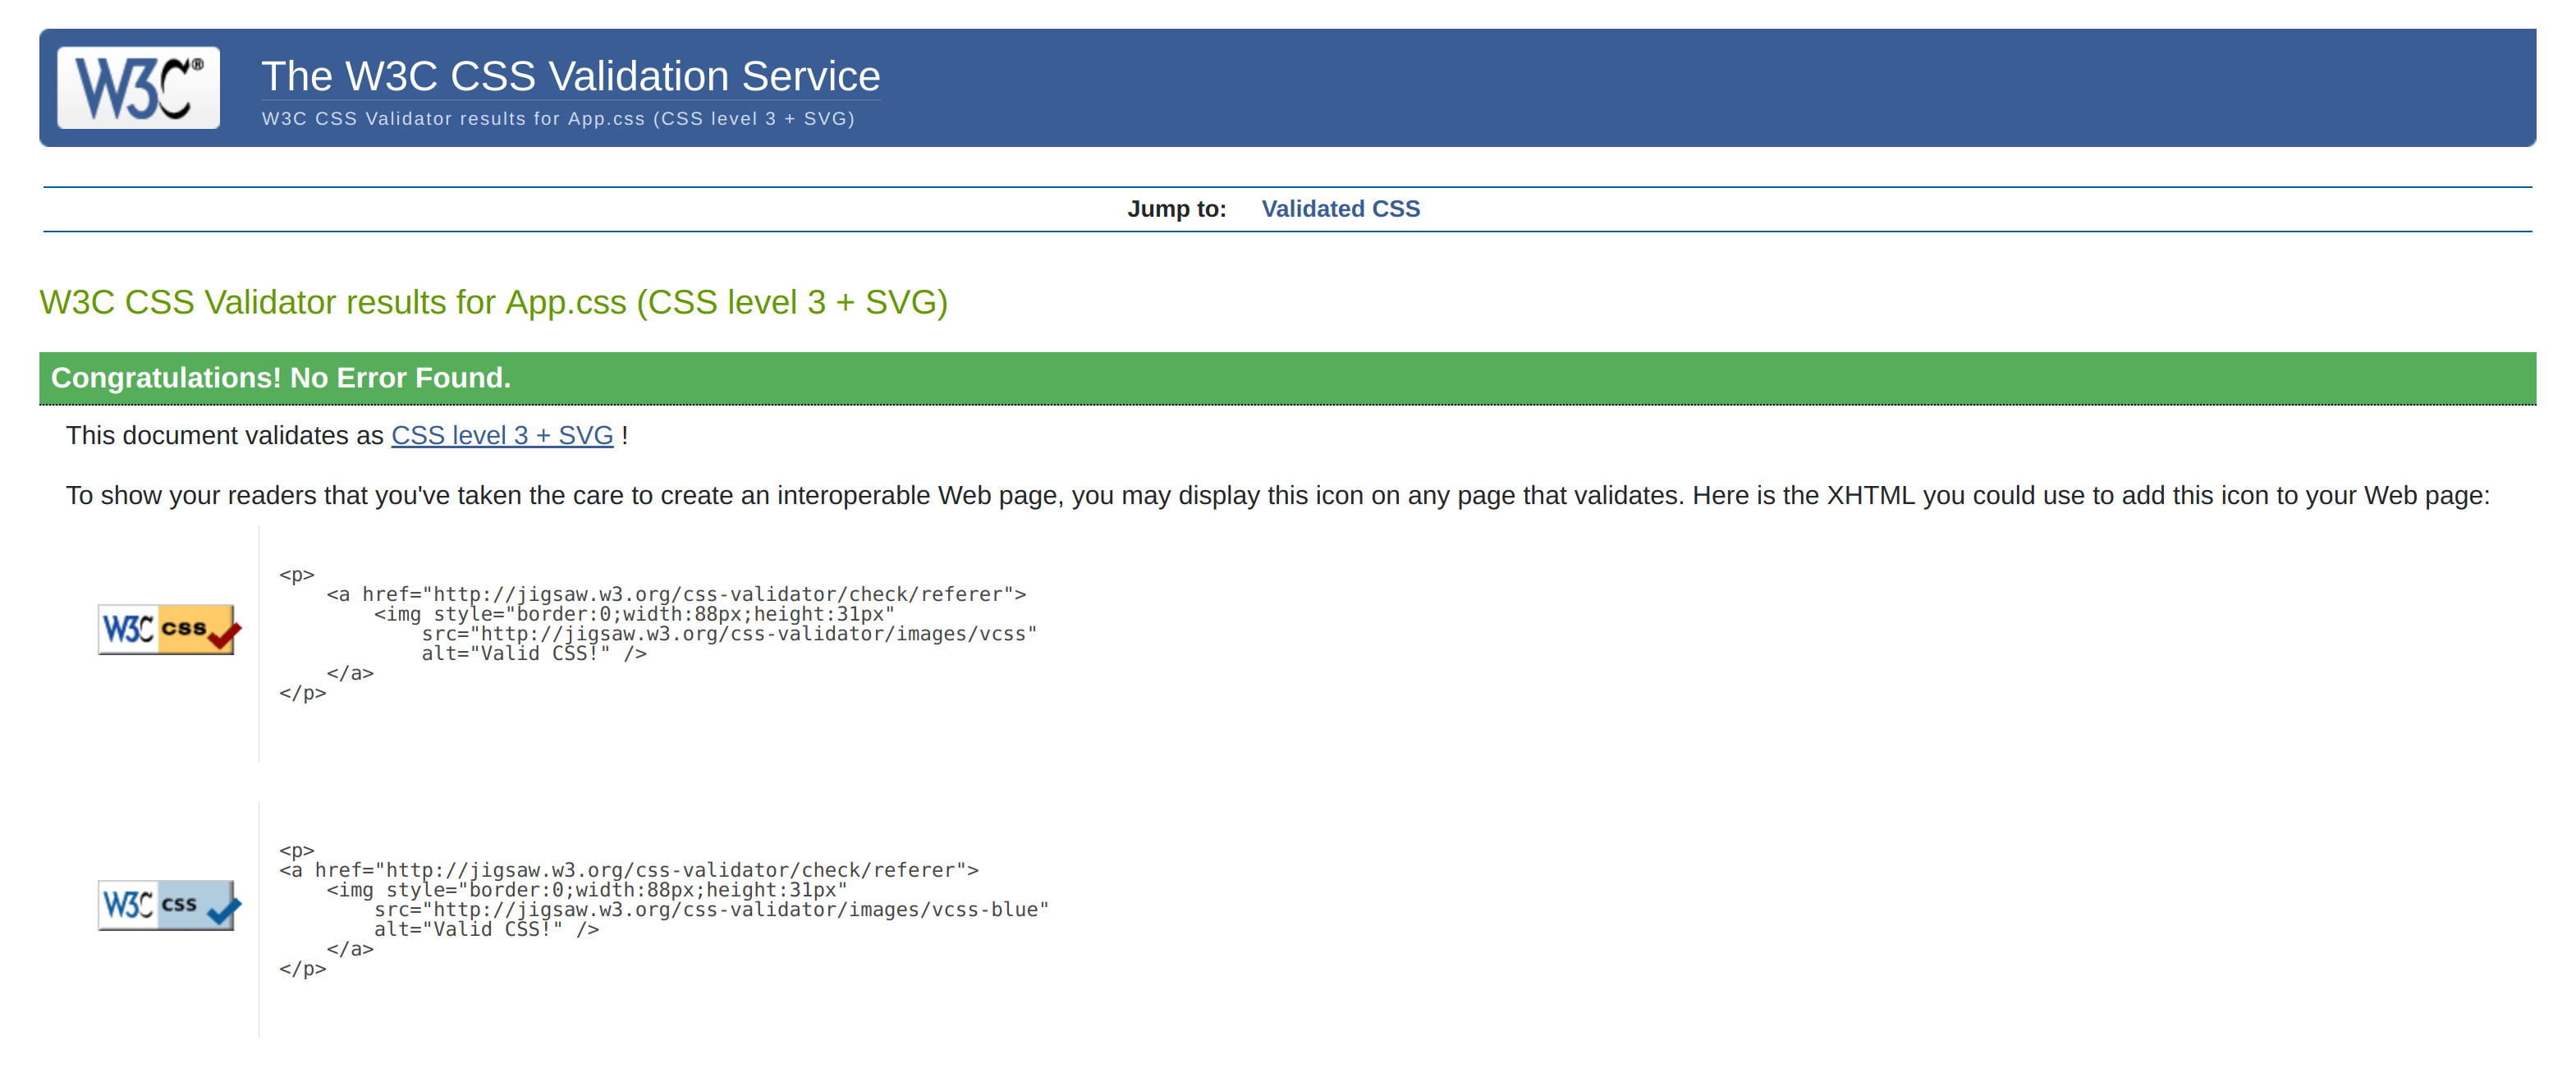 W3C®
The W3C CSS Validation Service
W3C CSS Validator results for App.css (CSS level 3 + SVG)
Jump to: Validated CSS
W3C CSS Validator results for App.css (CSS level 3 + SVG)
Congratulations! No Error Found.
This document validates as CSS level 3 + SVG !
To show your readers that you've taken the care to create an interoperable Web page, you may display this icon on any page that validates. Here is the XHTML you could use to add this icon to your Web page:
W3C css
<p>
    <a href="http://jigsaw.w3.org/css-validator/check/referer">
        <img style="border:0;width:88px;height:31px"
            src="http://jigsaw.w3.org/css-validator/images/vcss"
            alt="Valid CSS!" />
    </a>
</p>
W3C css
<p>
<a href="http://jigsaw.w3.org/css-validator/check/referer">
    <img style="border:0;width:88px;height:31px"
        src="http://jigsaw.w3.org/css-validator/images/vcss-blue"
        alt="Valid CSS!" />
    </a>
</p>